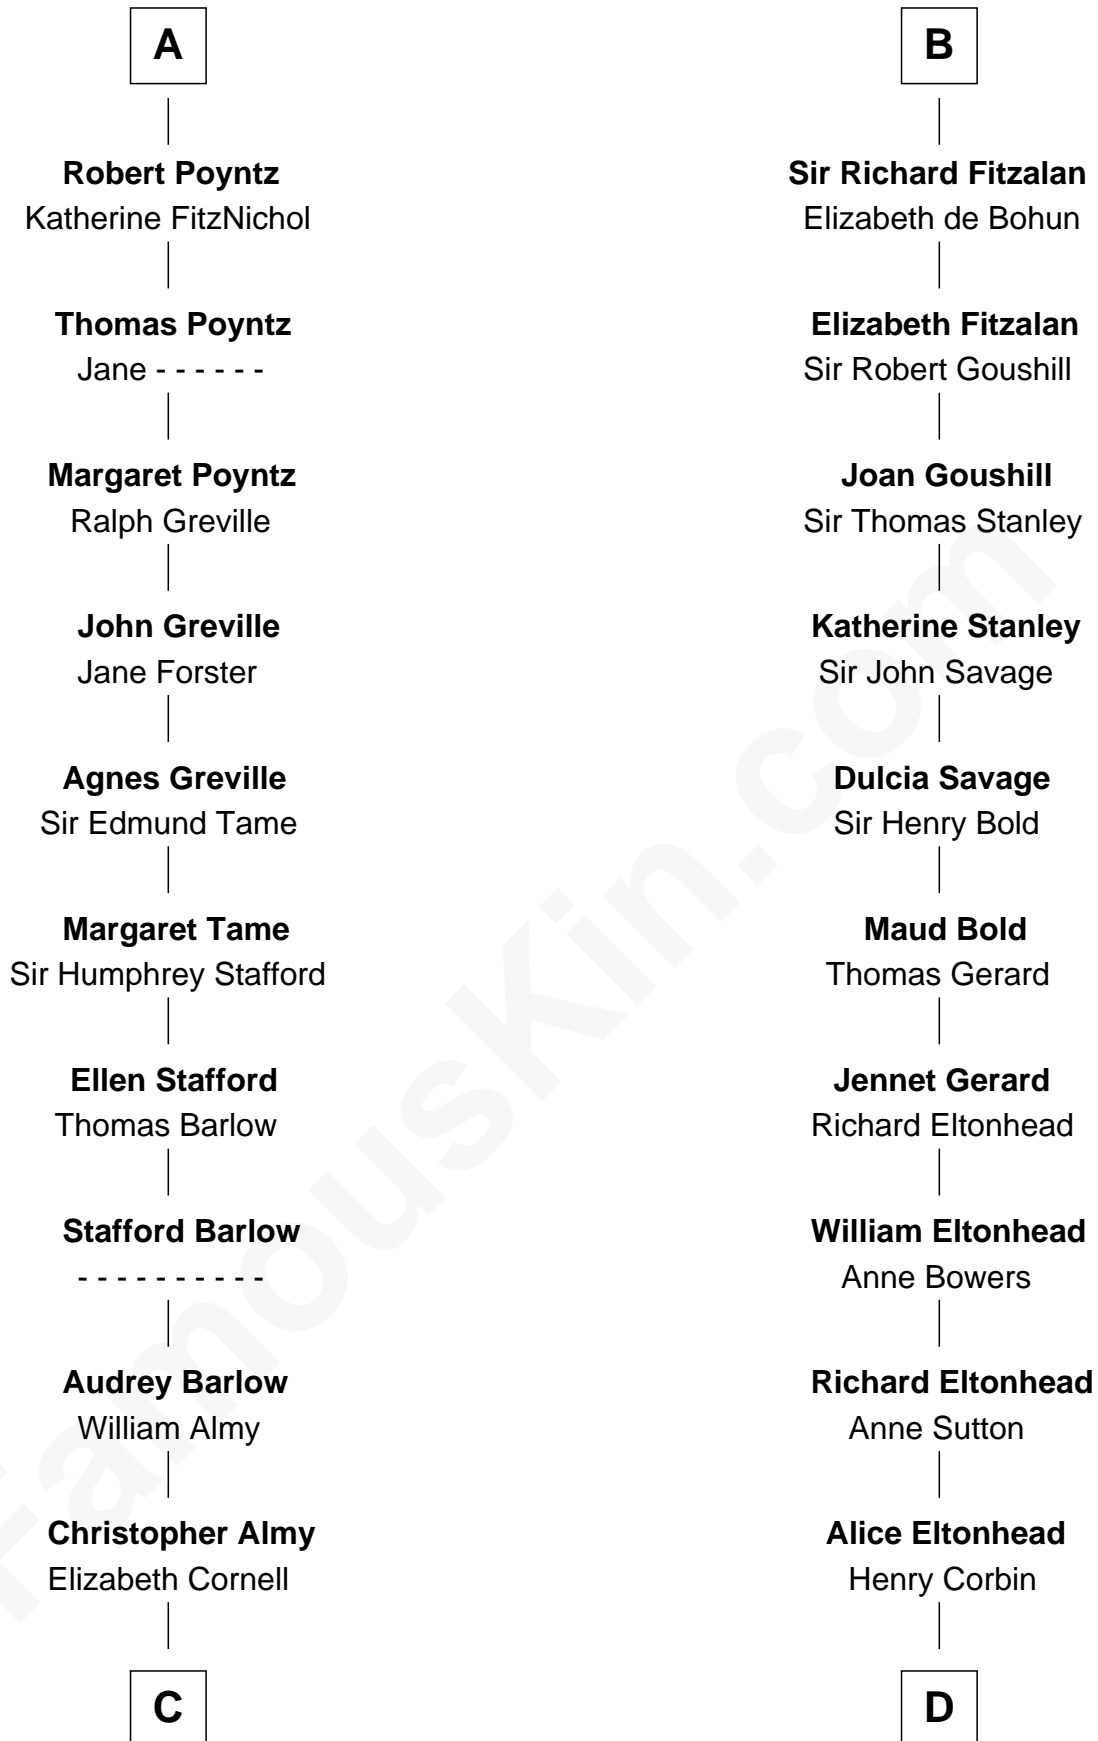 A
Robert Poyntz
Katherine FitzNichol
Thomas Poyntz
Jane - - - - - -
Margaret Poyntz
Ralph Greville
John Greville
Jane Forster
Agnes Greville
Sir Edmund Tame
Margaret Tame
Sir Humphrey Stafford
Ellen Stafford
Thomas Barlow
Stafford Barlow
- - - - - - - - - -
Audrey Barlow
William Almy
Christopher Almy
Elizabeth Cornell
C
B
Sir Richard Fitzalan
Elizabeth de Bohun
Elizabeth Fitzalan
Sir Robert Goushill
Joan Goushill
Sir Thomas Stanley
Katherine Stanley
Sir John Savage
Dulcia Savage
Sir Henry Bold
Maud Bold
Thomas Gerard
Jennet Gerard
Richard Eltonhead
William Eltonhead
Anne Bowers
Richard Eltonhead
Anne Sutton
Alice Eltonhead
Henry Corbin
D
FamousKin.com